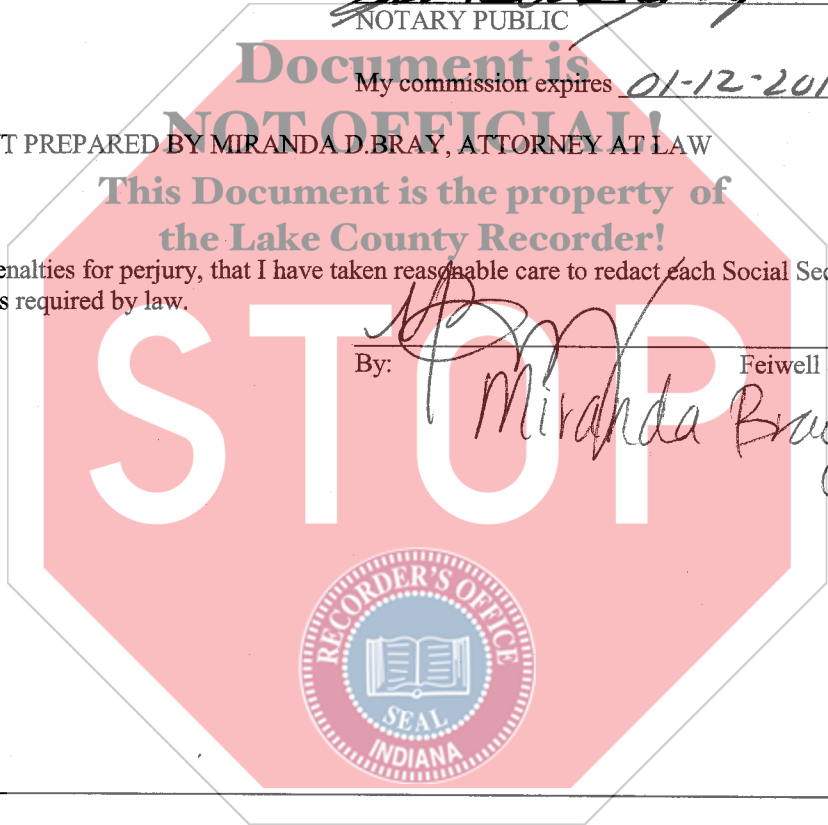 NOTARY PUBLIC
Document is
My commission expires 01-12-201
NOT OFFICIAL!
T PREPARED BY MIRANDA D.BRAY, ATTORNEY AT LAW
This Document is the property of
the Lake County Recorder!
enalties for perjury, that I have taken reasonable care to redact each Social Sec
s required by law.
STOP
By: Feiwell
Miranda Bray
RECORDER'S OFFICE
SEAL
INDIANA